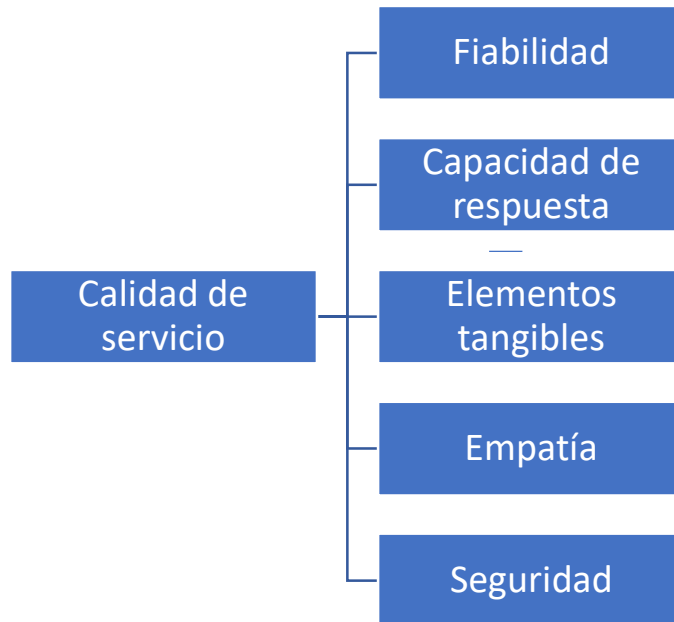 Fiabilidad
Capacidad de
respuesta
Calidad de
servicio
Elementos
tangibles
Empatía
Seguridad